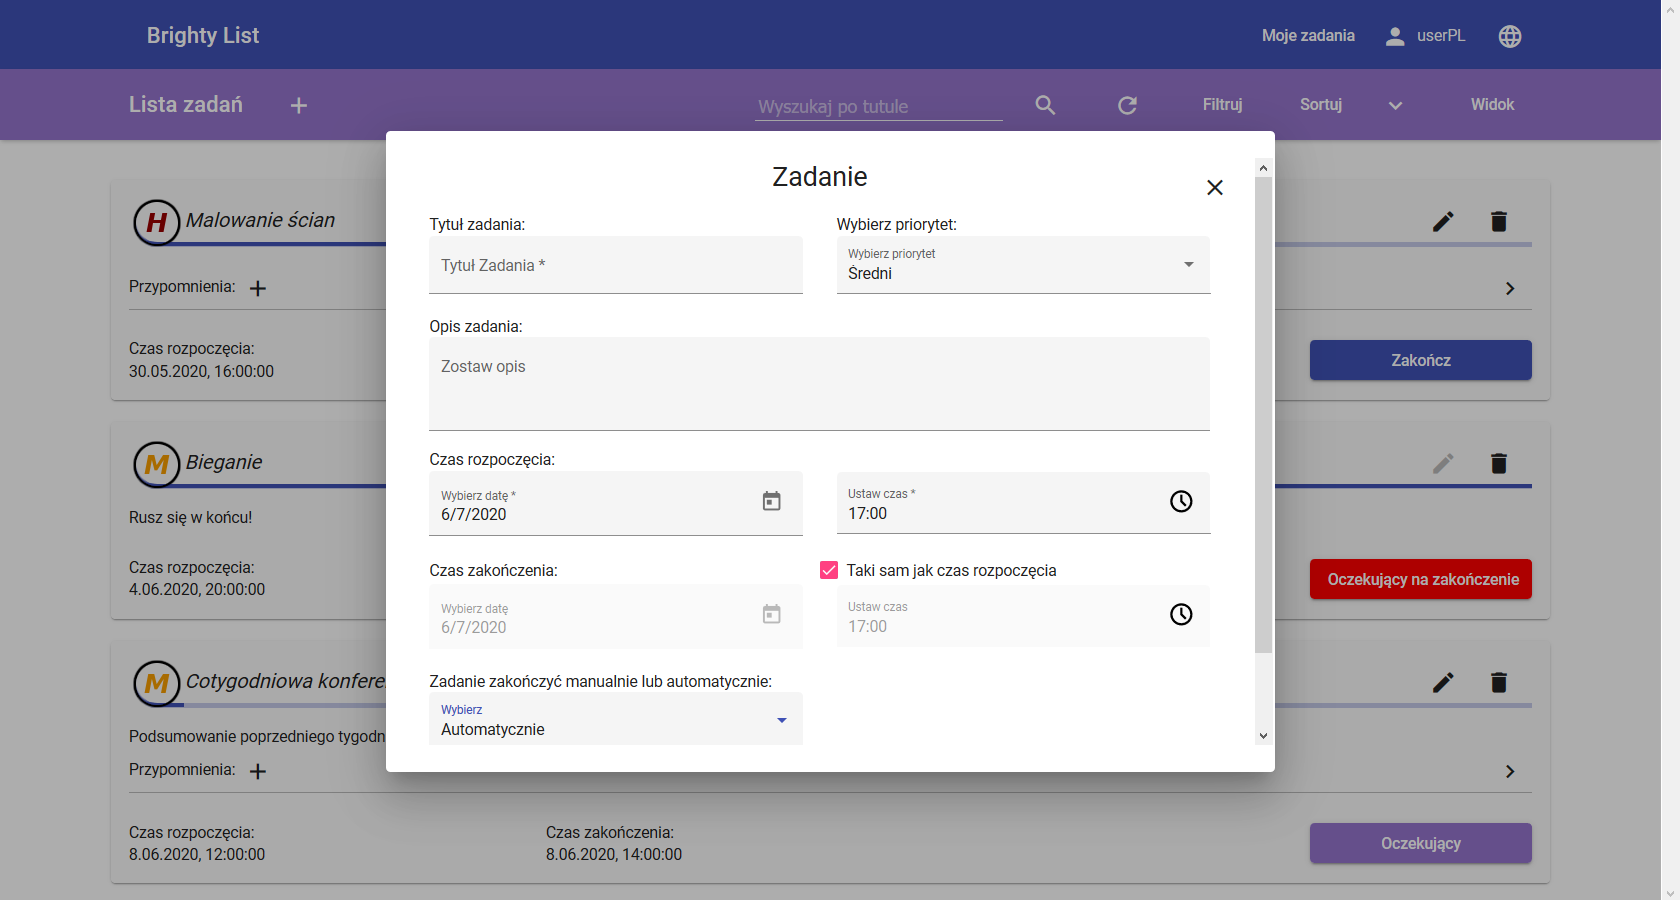 Brighty List
Moje zadania
userPL
Lista zadań
Wyszukaj po tutule
Filtruj
Sortuj
Widok
H Malowanie ścian
Przypomnienia:
Czas rozpoczęcia:
30.05.2020, 16:00:00
Zakończ
M Bieganie
Rusz się w końcu!
Czas rozpoczęcia:
4.06.2020, 20:00:00
Oczekujący na zakończenie
M Cotygodniowa konfere
Podsumowanie poprzedniego tygodn
Przypomnienia:
Czas rozpoczęcia:
8.06.2020, 12:00:00
Czas zakończenia:
8.06.2020, 14:00:00
Oczekujący
Zadanie
Tytuł zadania:
Tytuł Zadania *
Wybierz priorytet:
Wybierz priorytet
Średni
Opis zadania:
Zostaw opis
Czas rozpoczęcia:
Wybierz datę *
6/7/2020
Ustaw czas *
17:00
Czas zakończenia:
Taki sam jak czas rozpoczęcia
Wybierz datę
6/7/2020
Ustaw czas
17:00
Zadanie zakończyć manualnie lub automatycznie:
Wybierz
Automatycznie